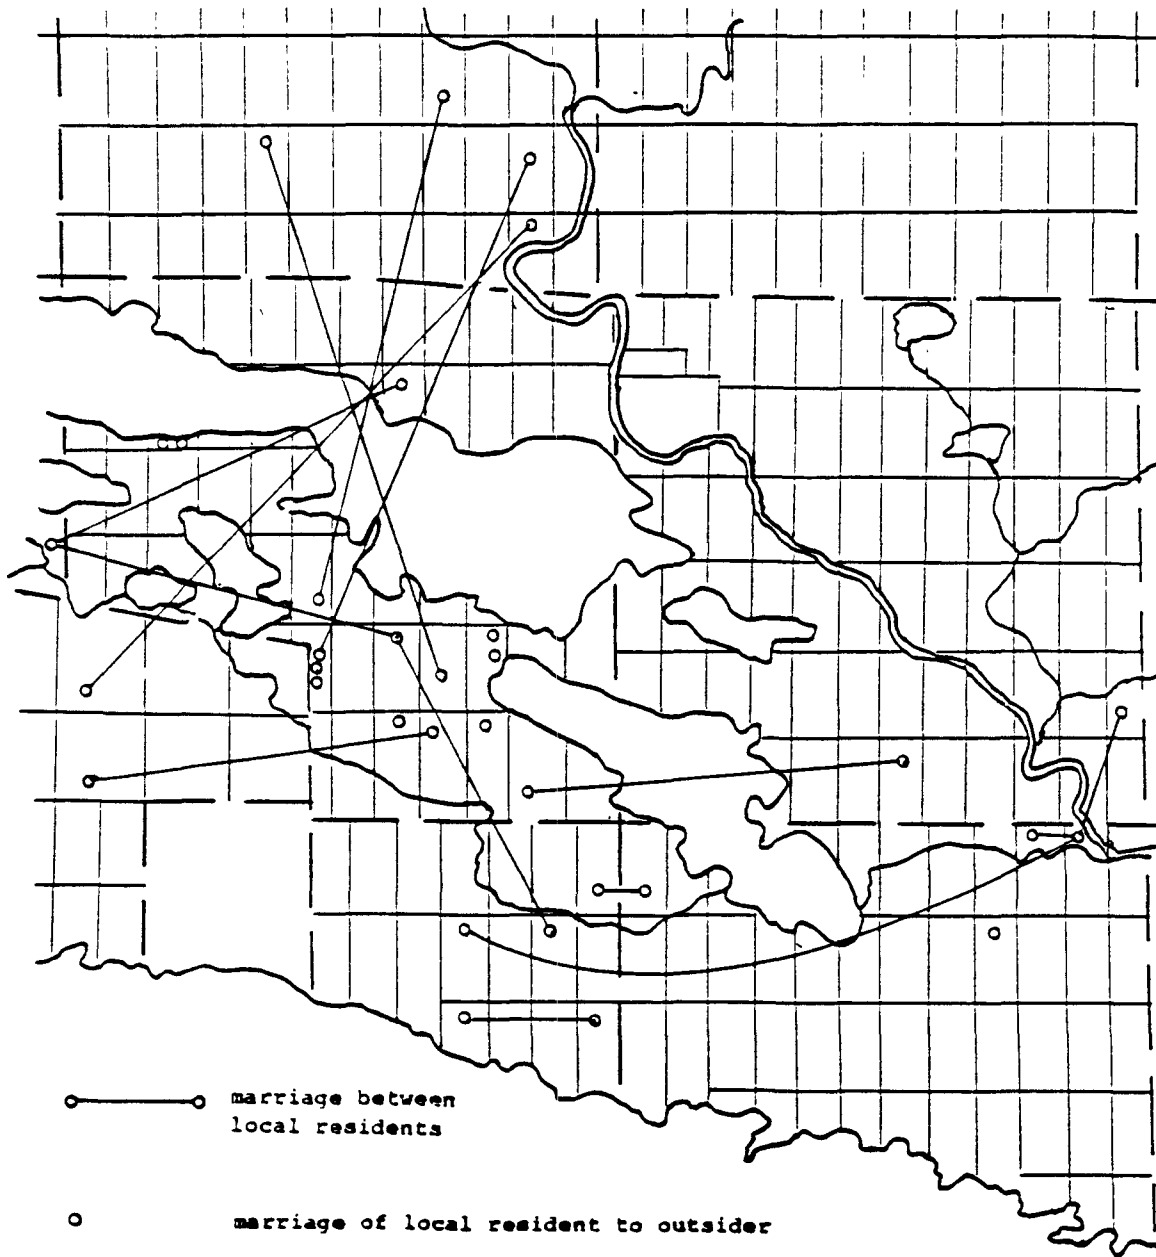 marriage between
local residents
marriage of local resident to outsider